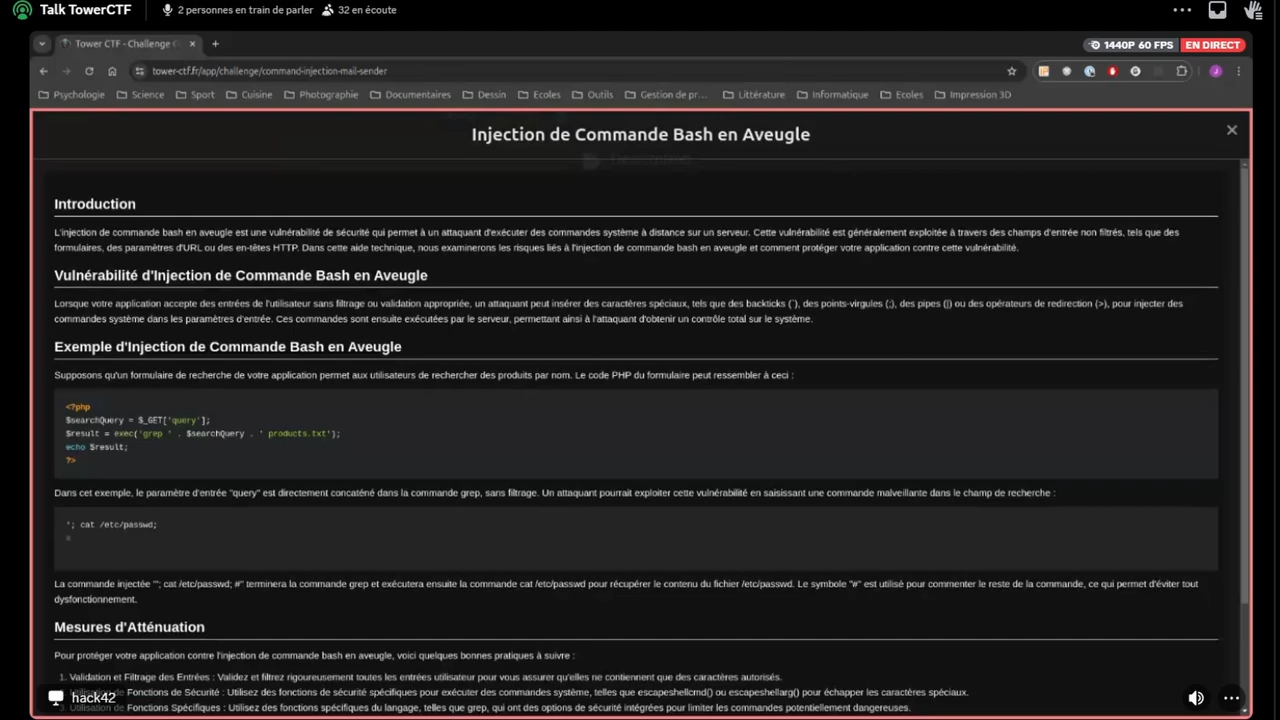 Talk TowerCTF
2 personnes en train de parler
32 en écoute
Tower CTF - Challenge
1440P 60 FPS
EN DIRECT
tower-ctf.fr/app/challenge/command-injection-mail-sender
J
Psychologie
Science
Sport
Cuisine
Photographie
Documentaires
Dessin
Ecoles
Outils
Gestion de pr...
Littérature
Informatique
Ecoles
Impression 3D
Injection de Commande Bash en Aveugle
Introduction
L'injection de commande bash en aveugle est une vulnérabilité de sécurité qui permet à un attaquant d'exécuter des commandes système à distance sur un serveur. Cette vulnérabilité est généralement exploitée à travers des champs d'entrée non filtrés, tels que des
formulaires, des paramètres d'URL ou des en-têtes HTTP. Dans cette aide technique, nous examinerons les risques liés à l'injection de commande bash en aveugle et comment protéger votre application contre cette vulnérabilité.
Vulnérabilité d'Injection de Commande Bash en Aveugle
Lorsque votre application accepte des entrées de l'utilisateur sans filtrage ou validation appropriée, un attaquant peut insérer des caractères spéciaux, tels que des backticks (`), des points-virgules (;), des pipes (|) ou des opérateurs de redirection (>), pour injecter des
commandes système dans les paramètres d'entrée. Ces commandes sont ensuite exécutées par le serveur, permettant ainsi à l'attaquant d'obtenir un contrôle total sur le système.
Exemple d'Injection de Commande Bash en Aveugle
Supposons qu'un formulaire de recherche de votre application permet aux utilisateurs de rechercher des produits par nom. Le code PHP du formulaire peut ressembler à ceci :
<?php
$searchQuery = $_GET['query'];
$result = exec('grep ' . $searchQuery . ' products.txt');
echo $result;
?>
Dans cet exemple, le paramètre d'entrée "query" est directement concaténé dans la commande grep, sans filtrage. Un attaquant pourrait exploiter cette vulnérabilité en saisissant une commande malveillante dans le champ de recherche :
'; cat /etc/passwd;
#
La commande injectée "'; cat /etc/passwd; #" terminera la commande grep et exécutera ensuite la commande cat /etc/passwd pour récupérer le contenu du fichier /etc/passwd. Le symbole "#" est utilisé pour commenter le reste de la commande, ce qui permet d'éviter tout
dysfonctionnement.
Mesures d'Atténuation
Pour protéger votre application contre l'injection de commande bash en aveugle, voici quelques bonnes pratiques à suivre :
1. Validation et Filtrage des Entrées : Validez et filtrez rigoureusement toutes les entrées utilisateur pour vous assurer qu'elles ne contiennent que des caractères autorisés.
de Fonctions de Sécurité : Utilisez des fonctions de sécurité spécifiques pour exécuter des commandes système, telles que escapeshellcmd() ou escapeshellarg() pour échapper les caractères spéciaux.
hack42
3. Utilisation de Fonctions Spécifiques : Utilisez des fonctions spécifiques du langage, telles que grep, qui ont des options de sécurité intégrées pour limiter les commandes potentiellement dangereuses.